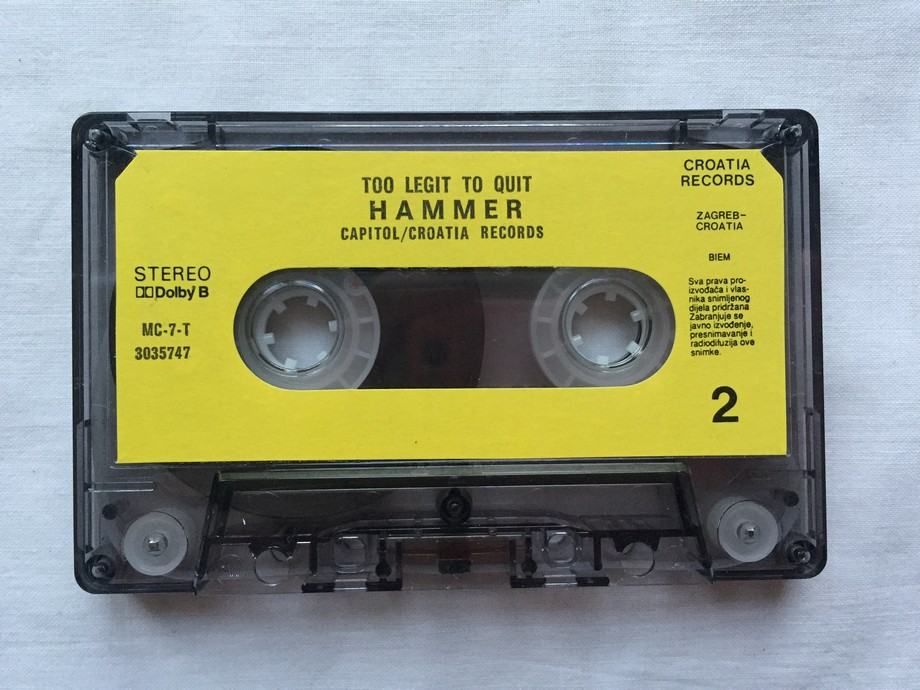 TOO LEGIT TO QUIT
HAMMER
CAPITOL/CROATIA RECORDS
STEREO
Dolby B
MC-7-T
3035747
CROATIA
RECORDS
ZAGREB-
CROATIA
BIEM
Sva prava pro-
izvođača i vlas-
nika snimljenog
dijela pridržana
Zabranjuje se
javno izvođenje,
presnimavanje i
radiodifuzija ove
snimke.
2